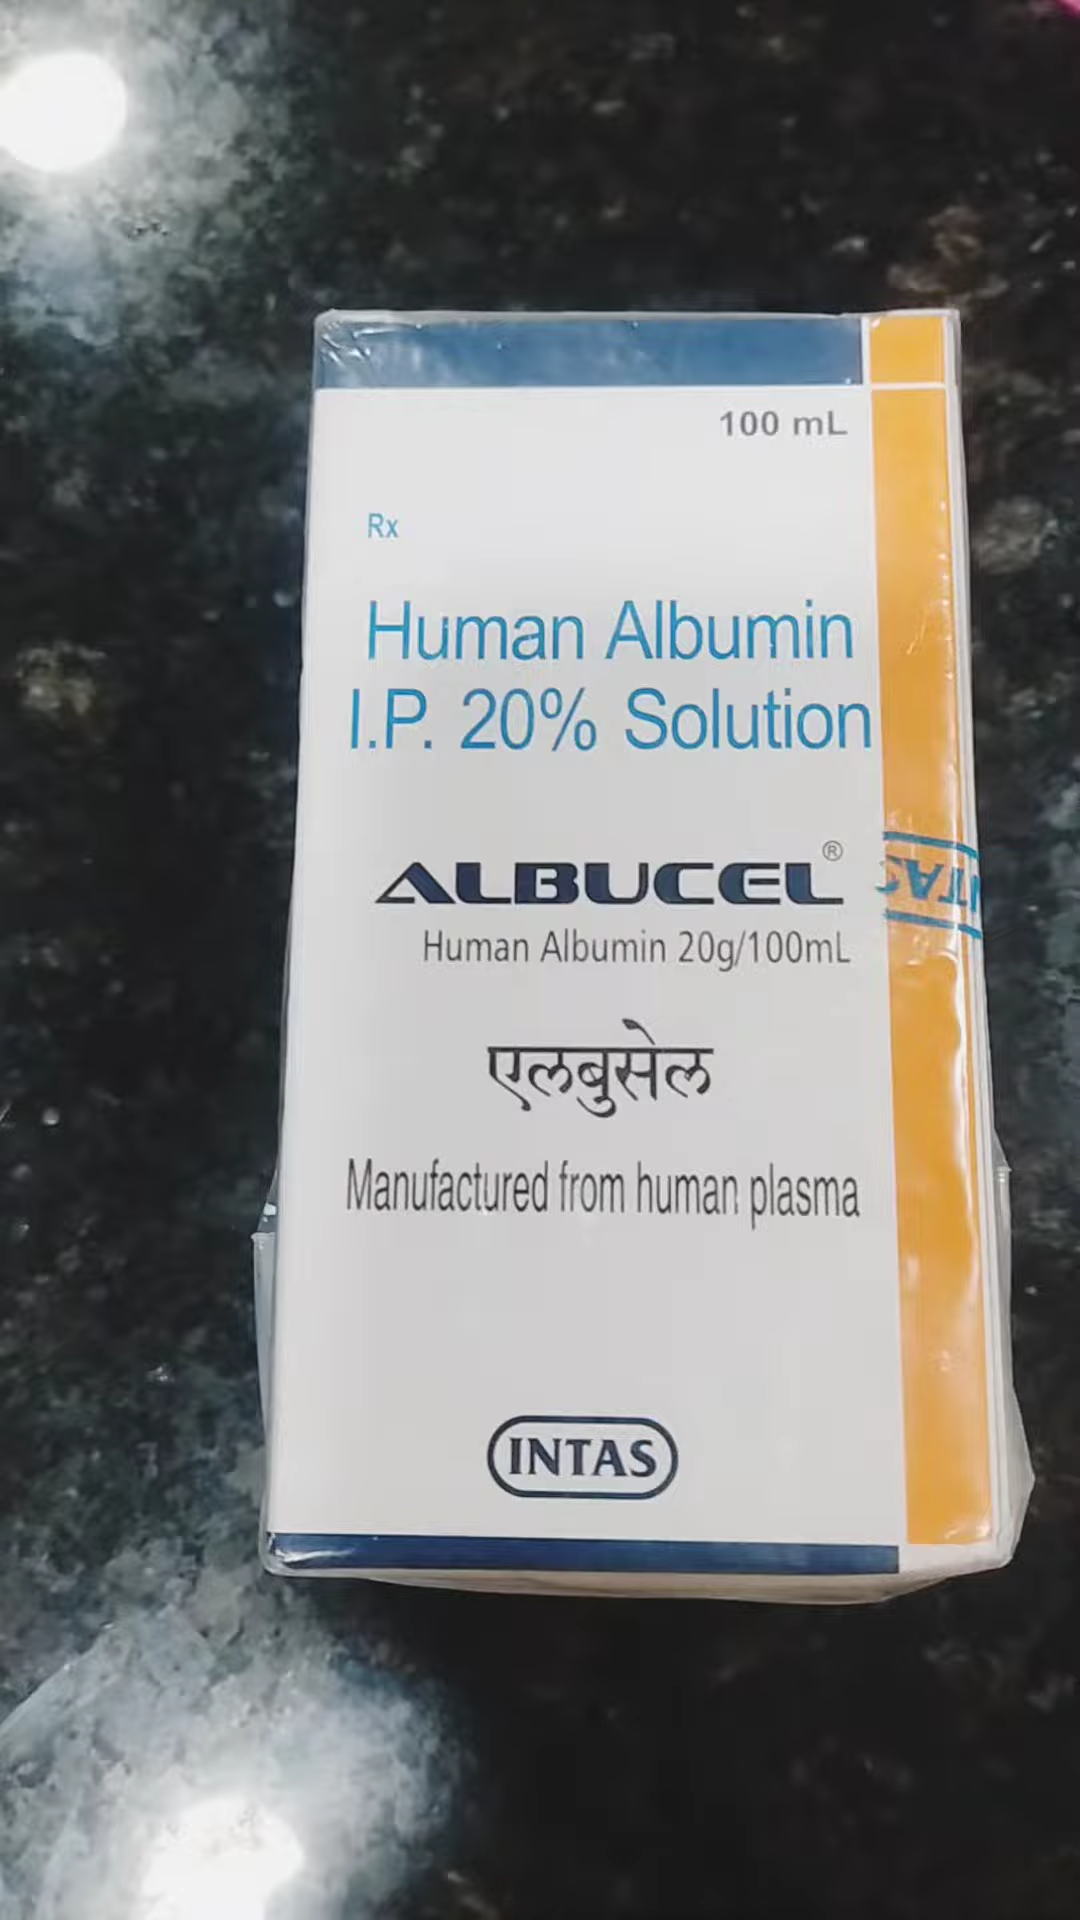 100 mL
Rx
Human Albumin
I.P. 20% Solution
ALBUCEL®
Human Albumin 20g/100mL
एलबुसेल
Manufactured from human plasma
INTAS